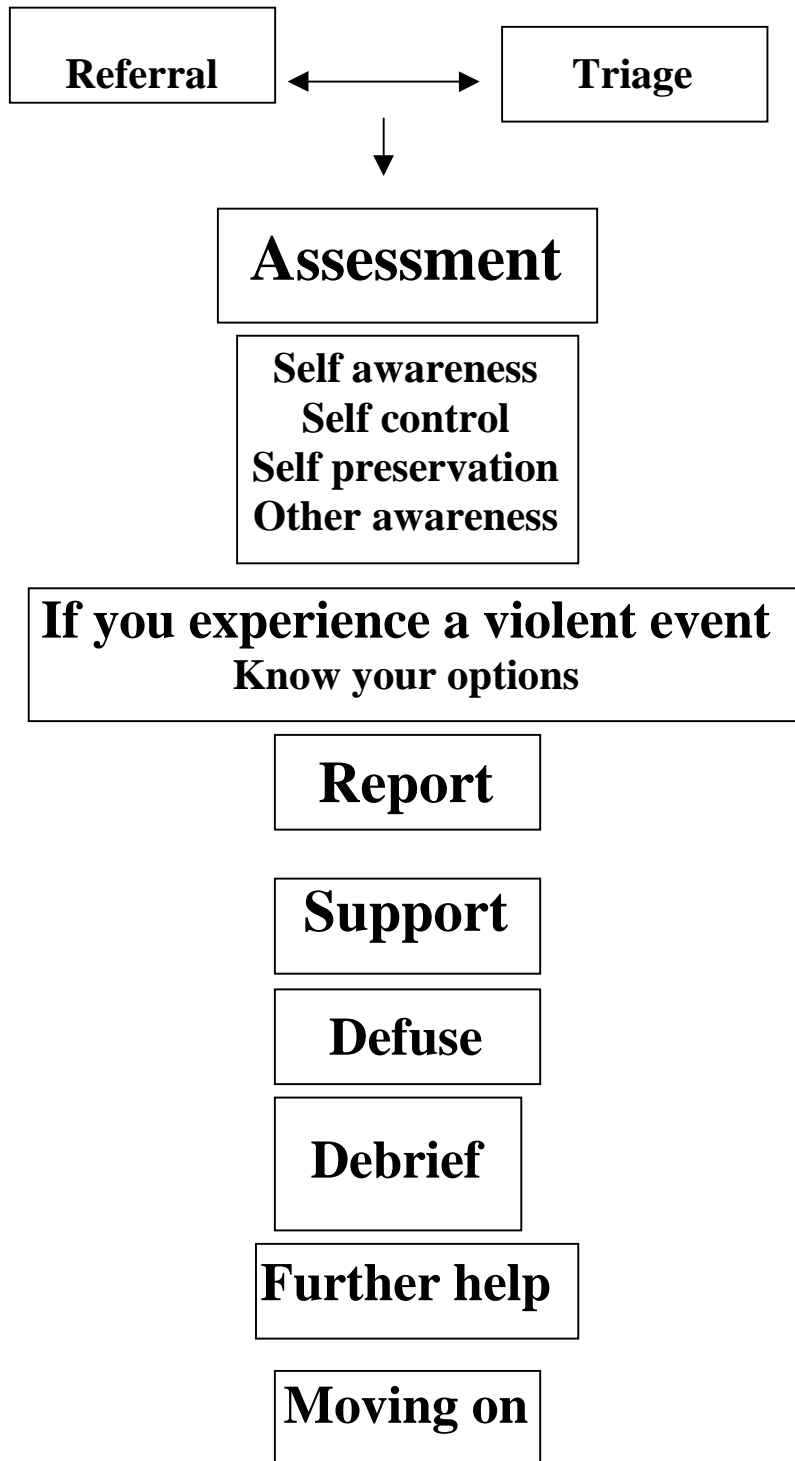 Referral
Triage
Assessment
Self awareness
Self control
Self preservation
Other awareness
If you experience a violent event
Know your options
Report
Support
Defuse
Debrief
Further help
Moving on